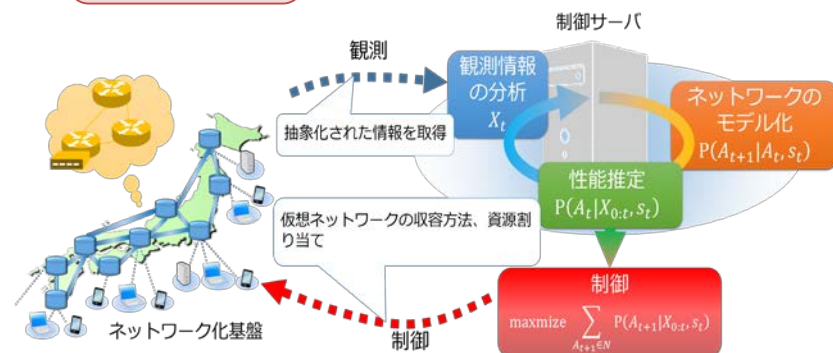 制御サーバ
観測
観測情報
の分析
X_t
ネットワークの
モデル化
P(A_{t+1}|A_t, s_t)
抽象化された情報を取得
性能推定
P(A_t|X_{0:t}, s_t)
仮想ネットワークの収容方法、資源割
り当て
制御
maxmize ∑_{A_{t+1}∈N} P(A_{t+1}|X_{0:t}, s_t)
制御
ネットワーク化基盤